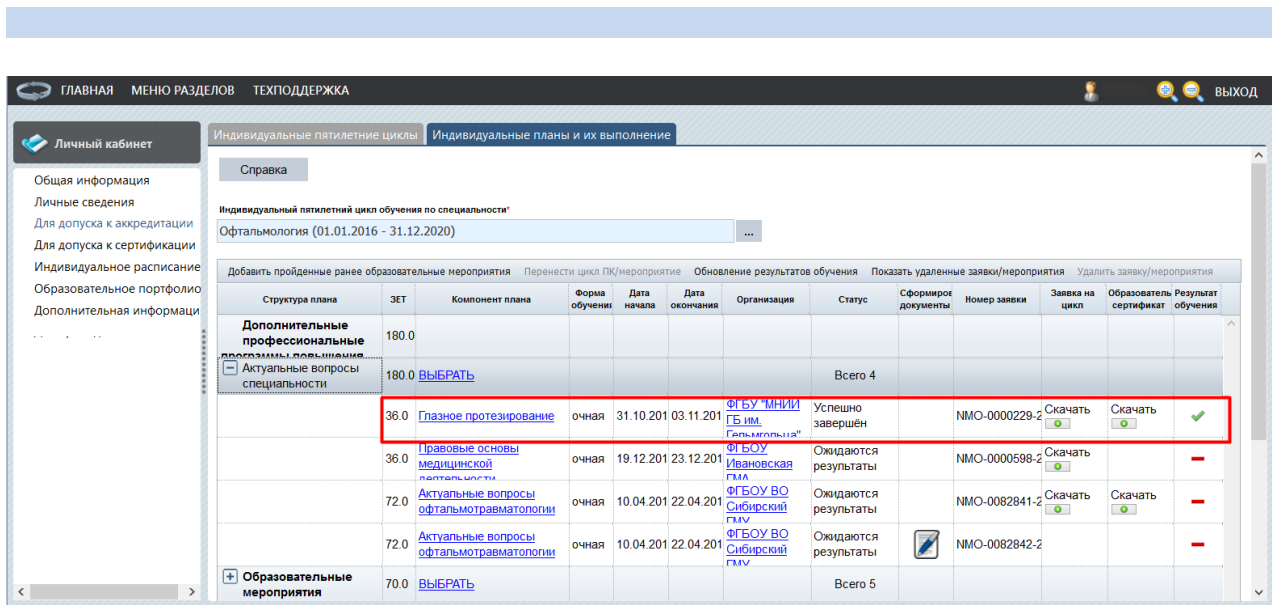 ГЛАВНАЯ МЕНЮ РАЗДЕЛОВ ТЕХПОДДЕРЖКА ВЫХОД
Личный кабинет
Общая информация
Личные сведения
Для допуска к аккредитации
Для допуска к сертификации
Индивидуальное расписание
Образовательное портфолио
Дополнительная информаци
Индивидуальные пятилетние циклы Индивидуальные планы и их выполнение
Справка
Индивидуальный пятилетний цикл обучения по специальности*
Офтальмология (01.01.2016 - 31.12.2020) ...
Добавить пройденные ранее образовательные мероприятия Перенести цикл ПК/мероприятие Обновление результатов обучения Показать удаленные заявки/мероприятия Удалить заявку/мероприятия
Структура плана ЗЕТ Компонент плана Форма обучения Дата начала Дата окончания Организация Статус Сформиров документы Номер заявки Заявка на цикл Образователь сертификат Результат обучения
Дополнительные
профессиональные 180.0
программы повышения
Актуальные вопросы
специальности 180.0 ВЫБРАТЬ Всего 4
36.0 Глазное протезирование очная 31.10.201 03.11.201 ФГБУ "МНИИ ГБ им. Гельмгольца" Успешно завершён NMO-0000229-2 Скачать Скачать
36.0 Правовые основы медицинской деятельности очная 19.12.201 23.12.201 ФГБОУ Ивановская ГМА Ожидаются результаты NMO-0000598-2 Скачать
72.0 Актуальные вопросы офтальмотравматологии очная 10.04.201 22.04.201 ФГБОУ ВО Сибирский ГМУ Ожидаются результаты NMO-0082841-2 Скачать Скачать
72.0 Актуальные вопросы офтальмотравматологии очная 10.04.201 22.04.201 ФГБОУ ВО Сибирский ГМУ Ожидаются результаты NMO-0082842-2
Образовательные
мероприятия 70.0 ВЫБРАТЬ Всего 5